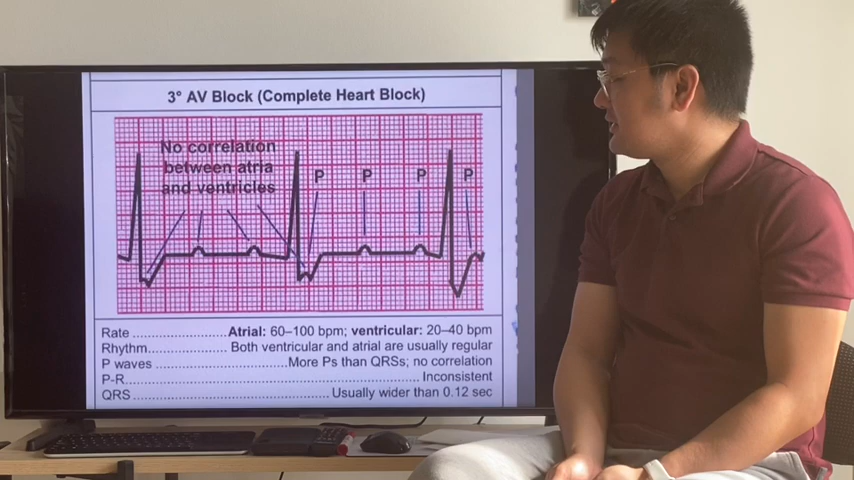 3° AV Block (Complete Heart Block)
No correlation
between atria
and ventricles
P P P P
Rate ........................ Atrial: 60–100 bpm; ventricular: 20–40 bpm
Rhythm................... Both ventricular and atrial are usually regular
P waves ................................More Ps than QRSs; no correlation
P-R.......................................................................... Inconsistent
QRS .................................................. Usually wider than 0.12 sec